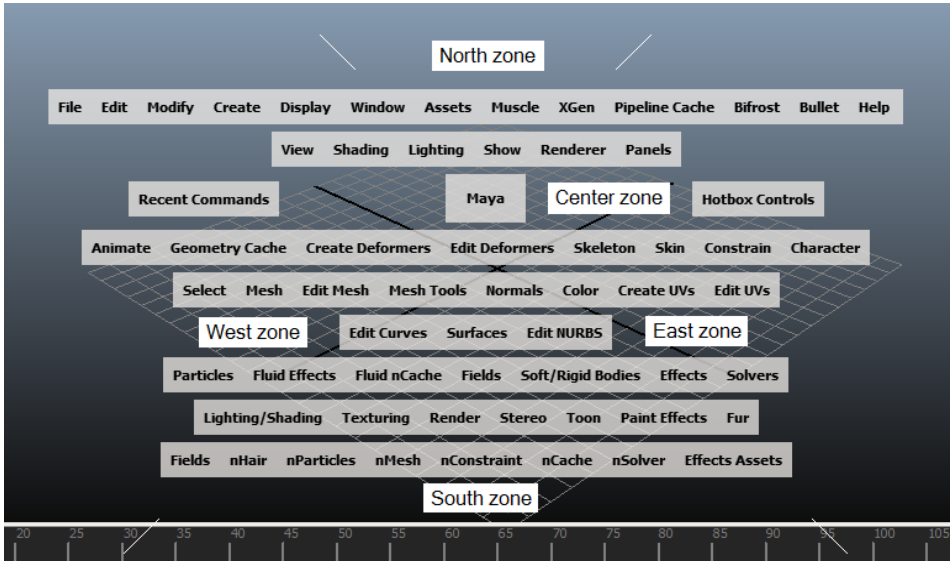 North zone
File Edit Modify Create Display Window Assets Muscle XGen Pipeline Cache Bifrost Bullet Help
View Shading Lighting Show Renderer Panels
Recent Commands Maya Center zone Hotbox Controls
Animate Geometry Cache Create Deformers Edit Deformers Skeleton Skin Constrain Character
Select Mesh Edit Mesh Mesh Tools Normals Color Create UVs Edit UVs
West zone Edit Curves Surfaces Edit NURBS East zone
Particles Fluid Effects Fluid nCache Fields Soft/Rigid Bodies Effects Solvers
Lighting/Shading Texturing Render Stereo Toon Paint Effects Fur
Fields nHair nParticles nMesh nConstraint nCache nSolver Effects Assets
South zone
20 25 30 35 40 45 50 55 60 65 70 75 80 85 90 95 100 105